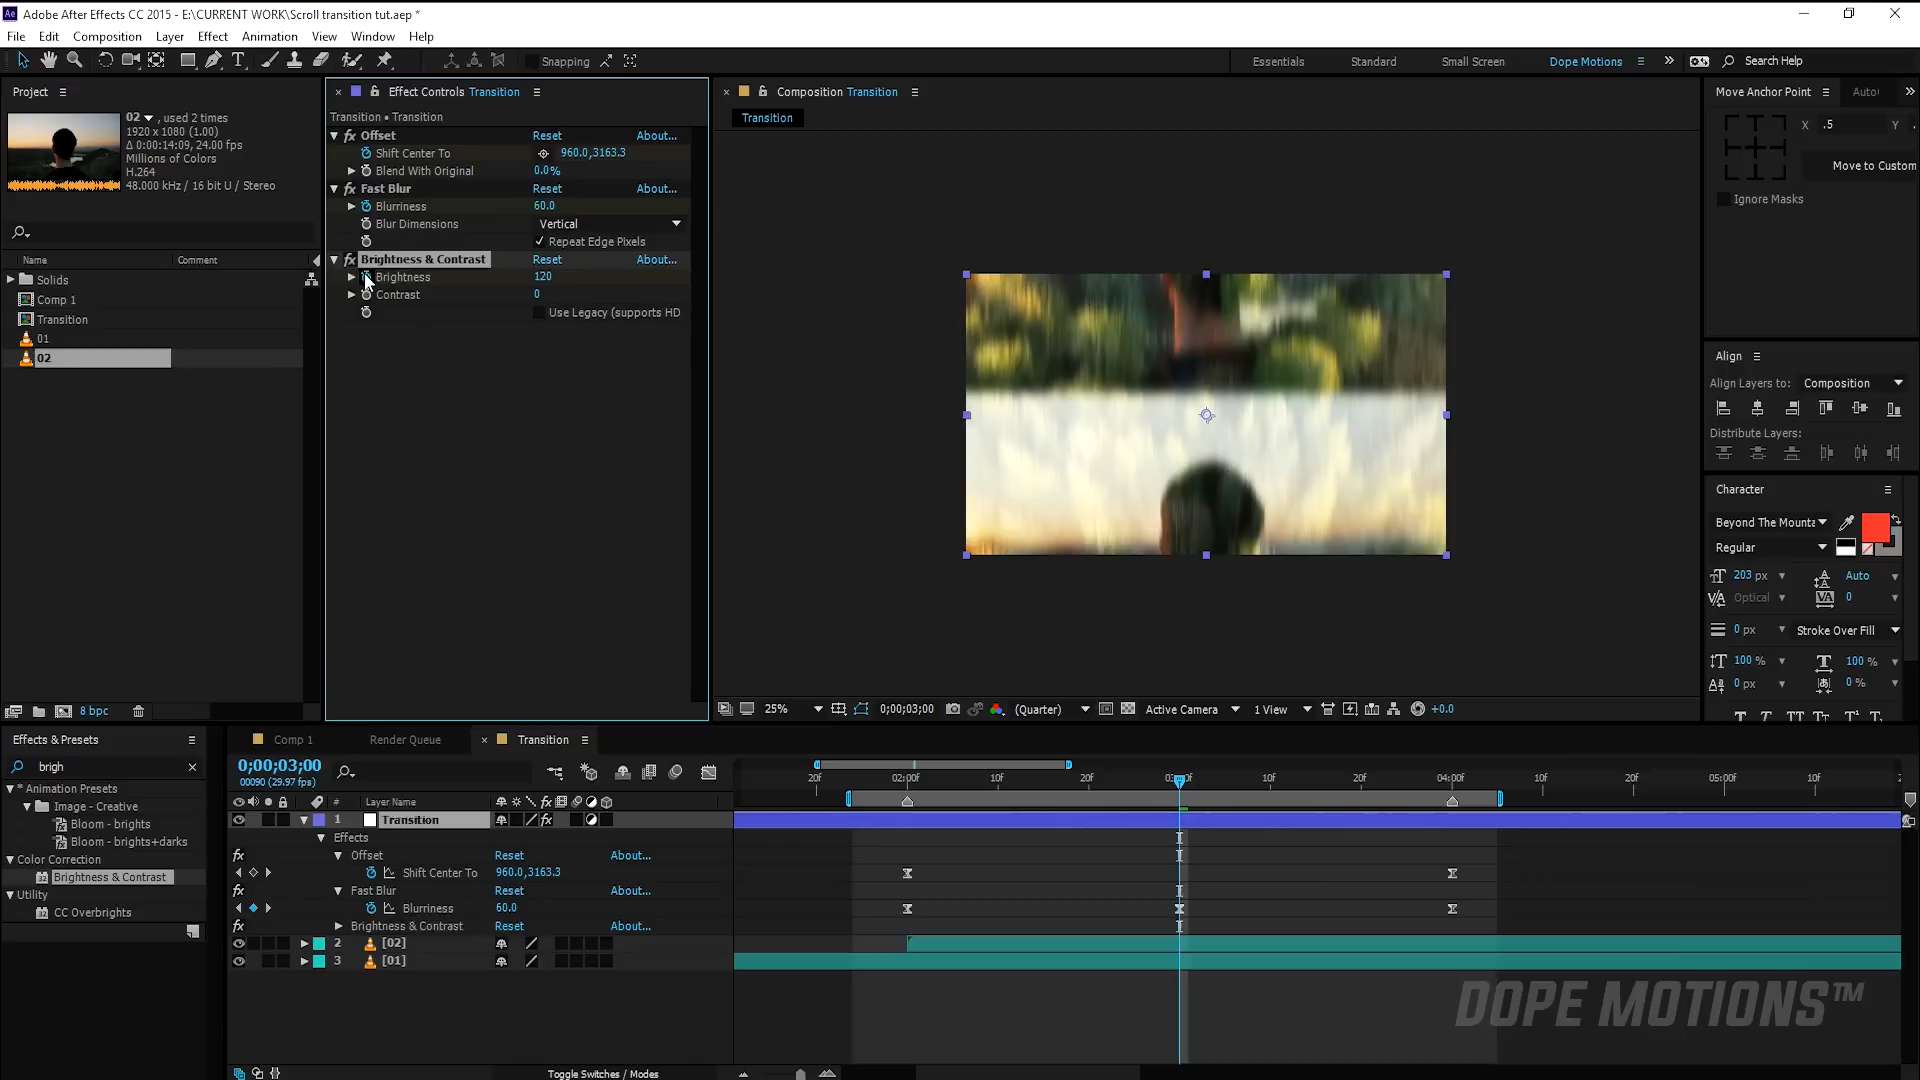 Adobe After Effects CC 2015 - E:\CURRENT WORK\Scroll transition tut.aep *
File Edit Composition Layer Effect Animation View Window Help
Snapping
Essentials Standard Small Screen Dope Motions Search Help
Project
02 , used 2 times
1920 x 1080 (1.00)
Δ 0:00:14:09, 24.00 fps
Millions of Colors
H.264
48.000 kHz / 16 bit U / Stereo
Name Comment
Solids
Comp 1
Transition
01
02
8 bpc
Effect Controls Transition
Transition • Transition
fx Offset Reset About...
Shift Center To 960.0,3163.3
Blend With Original 0.0%
fx Fast Blur Reset About...
Blurriness 60.0
Blur Dimensions Vertical
Repeat Edge Pixels
fx Brightness & Contrast Reset About...
Brightness 120
Contrast 0
Use Legacy (supports HD
Composition Transition
Transition
25% 0;00;03;00 (Quarter) Active Camera 1 View +0.0
Move Anchor Point
X .5 Y
Move to Custom
Ignore Masks
Align
Align Layers to: Composition
Distribute Layers:
Character
Beyond The Mounta
Regular
203 px Auto
Optical 0
0 px Stroke Over Fill
100 % 100 %
0 px 0 %
Effects & Presets
brigh
* Animation Presets
Image - Creative
Bloom - brights
Bloom - brights+darks
Color Correction
Brightness & Contrast
Utility
CC Overbrights
Comp 1 Render Queue Transition
0;00;03;00
00090 (29.97 fps)
20f 02:00f 10f 20f 03:00f 10f 20f 04:00f 10f 20f 05:00f 10f
# Layer Name
1 Transition
Effects
Offset Reset About...
Shift Center To 960.0,3163.3
Fast Blur Reset About...
Blurriness 60.0
Brightness & Contrast Reset About...
2 [02]
3 [01]
Toggle Switches / Modes
DOPE MOTIONS™